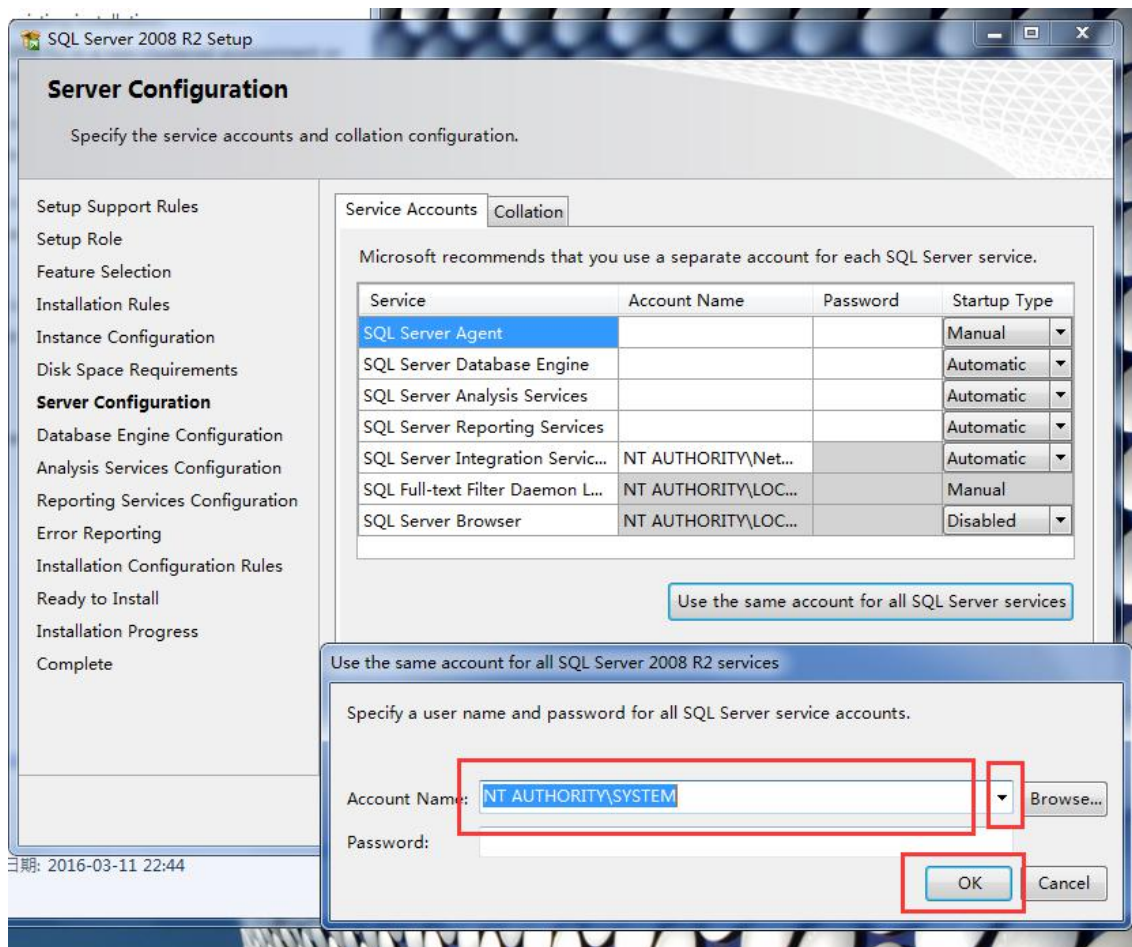 SQL Server 2008 R2 Setup
Server Configuration
Specify the service accounts and collation configuration.
Setup Support Rules
Setup Role
Feature Selection
Installation Rules
Instance Configuration
Disk Space Requirements
Server Configuration
Database Engine Configuration
Analysis Services Configuration
Reporting Services Configuration
Error Reporting
Installation Configuration Rules
Ready to Install
Installation Progress
Complete
Service Accounts Collation
Microsoft recommends that you use a separate account for each SQL Server service.
Service Account Name Password Startup Type
SQL Server Agent Manual
SQL Server Database Engine Automatic
SQL Server Analysis Services Automatic
SQL Server Reporting Services Automatic
SQL Server Integration Servic... NT AUTHORITY\Net... Automatic
SQL Full-text Filter Daemon L... NT AUTHORITY\LOC... Manual
SQL Server Browser NT AUTHORITY\LOC... Disabled
Use the same account for all SQL Server services
Use the same account for all SQL Server 2008 R2 services
Specify a user name and password for all SQL Server service accounts.
Account Name: NT AUTHORITY\SYSTEM Browse...
Password:
OK Cancel
日期: 2016-03-11 22:44